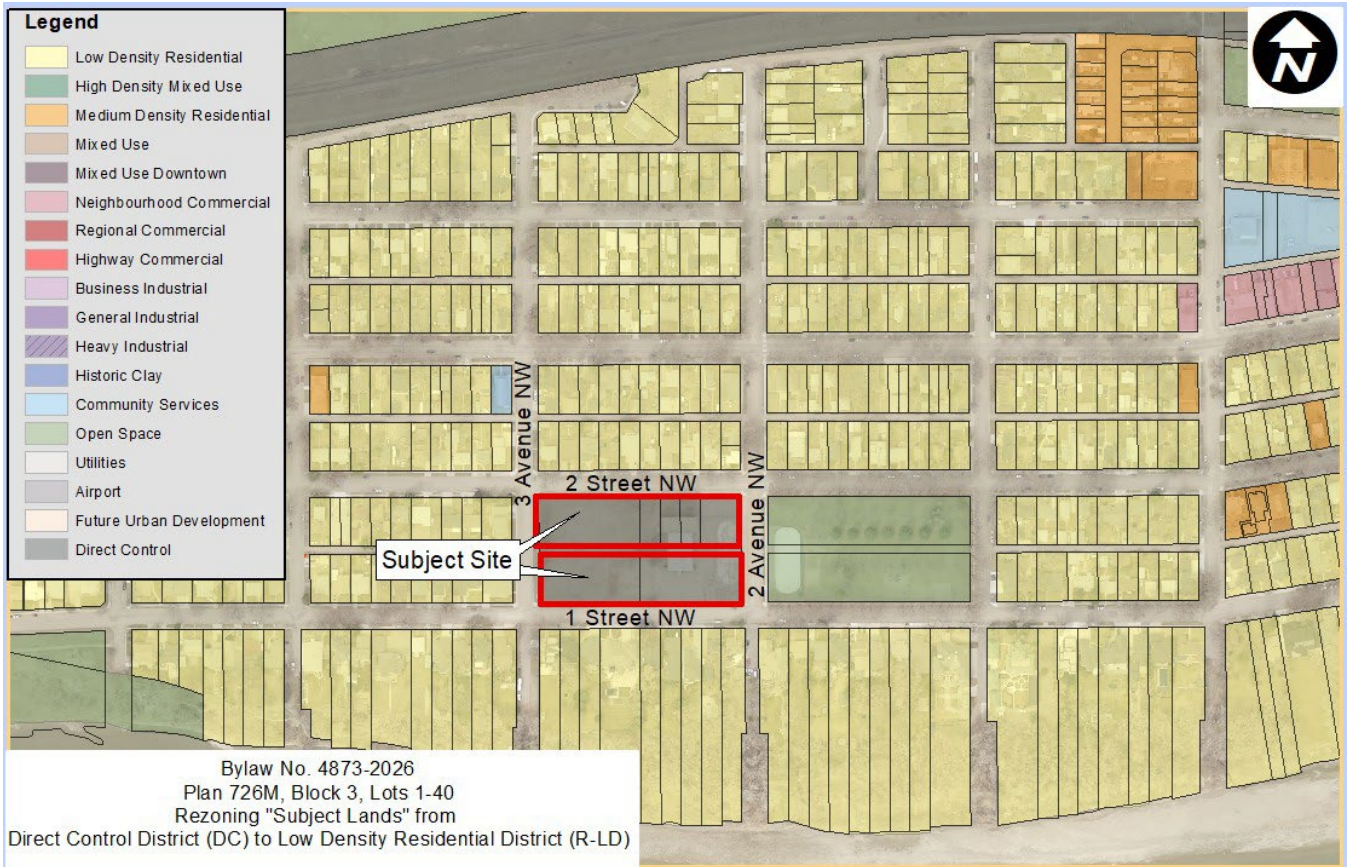 Legend
Low Density Residential
High Density Mixed Use
Medium Density Residential
Mixed Use
Mixed Use Downtown
Neighbourhood Commercial
Regional Commercial
Highway Commercial
Business Industrial
General Industrial
Heavy Industrial
Historic Clay
Community Services
Open Space
Utilities
Airport
Future Urban Development
Direct Control
N
3 Avenue NW
2 Street NW
2 Avenue NW
Subject Site
1 Street NW
Bylaw No. 4873-2026
Plan 726M, Block 3, Lots 1-40
Rezoning "Subject Lands" from
Direct Control District (DC) to Low Density Residential District (R-LD)